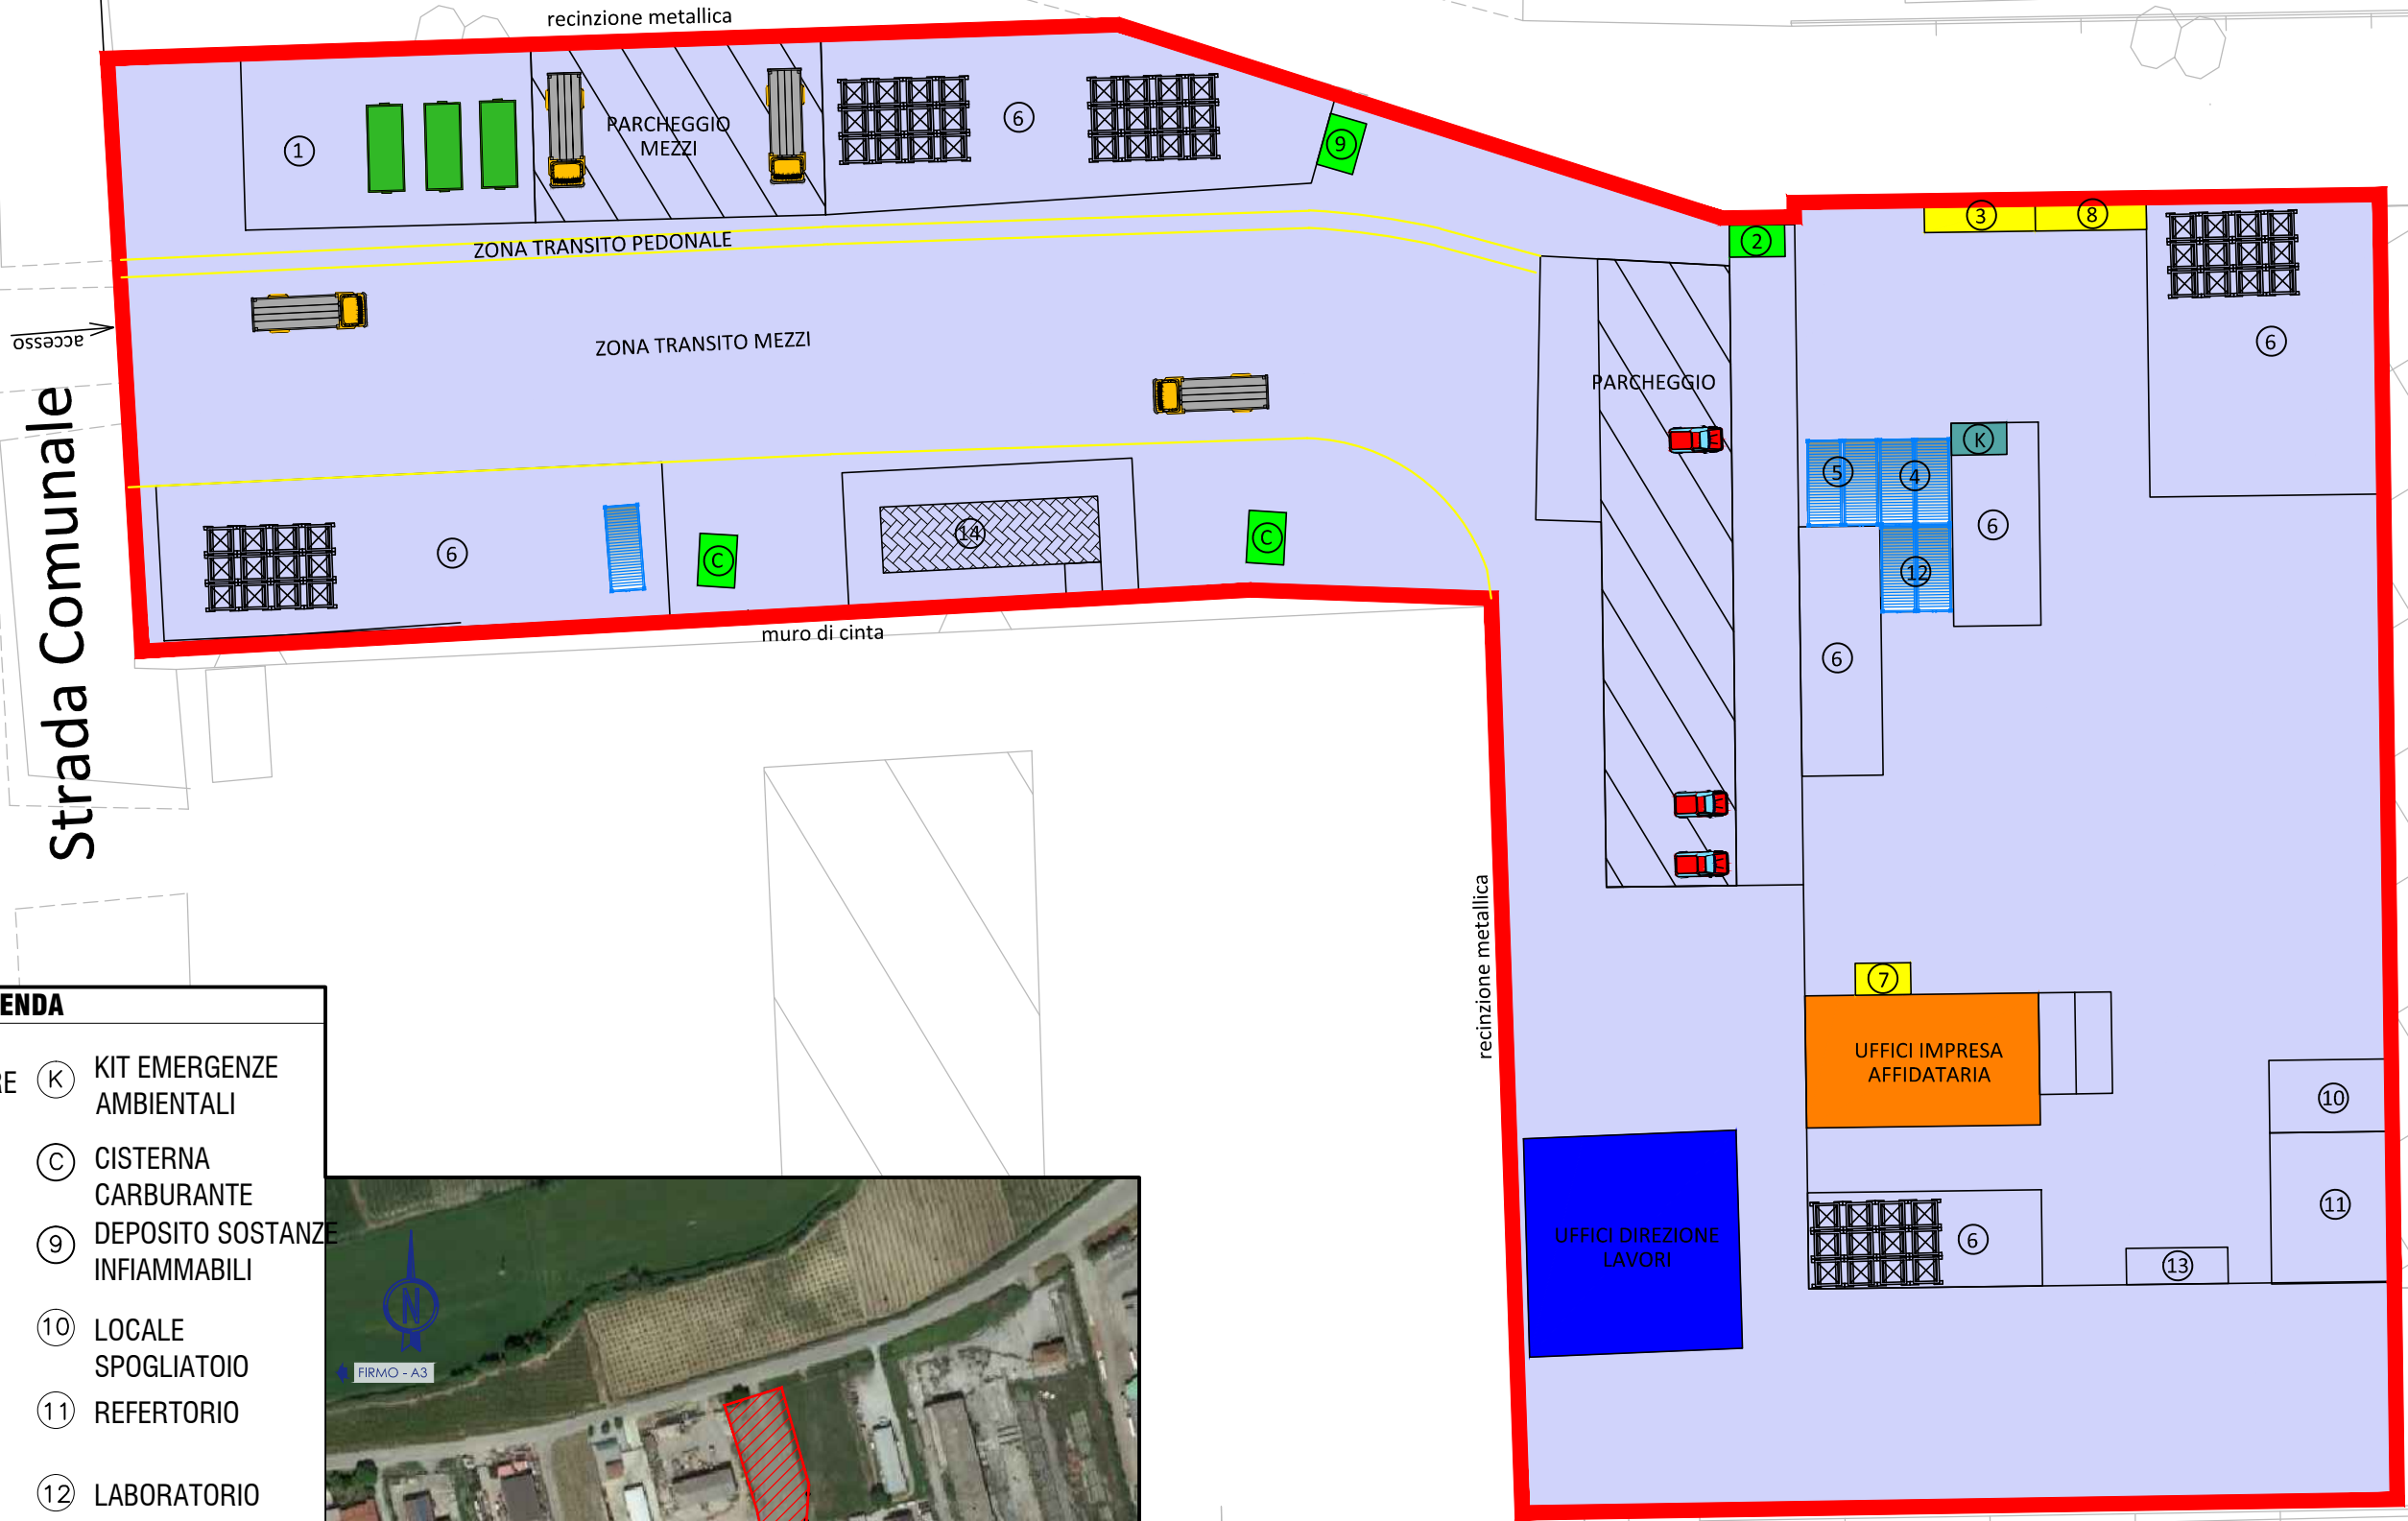 recinzione metallica
1
PARCHEGGIO
MEZZI
6
9
ZONA TRANSITO PEDONALE
2
3
8
6
accesso
ZONA TRANSITO MEZZI
PARCHEGGIO
Strada Comunale
K
5
4
6
12
6
6
C
14
C
muro di cinta
recinzione metallica
7
UFFICI IMPRESA
AFFIDATARIA
10
11
UFFICI DIREZIONE
LAVORI
6
13
ENDA
RE
K KIT EMERGENZE
AMBIENTALI
C CISTERNA
CARBURANTE
9 DEPOSITO SOSTANZE
INFIAMMABILI
10 LOCALE
SPOGLIATOIO
11 REFERTORIO
12 LABORATORIO
N
FIRMO - A3